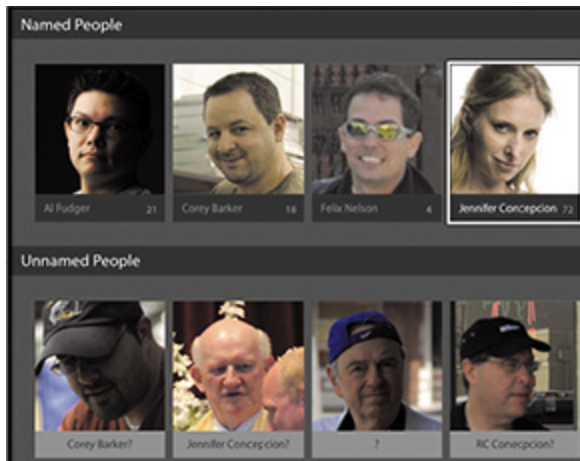 Named People
Al Fudger 21 Corey Barker 18 Felix Nelson 4 Jennifer Concepcion 72
Unnamed People
Corey Barker? Jennifer Concepcion? ? RC Conecpcion?